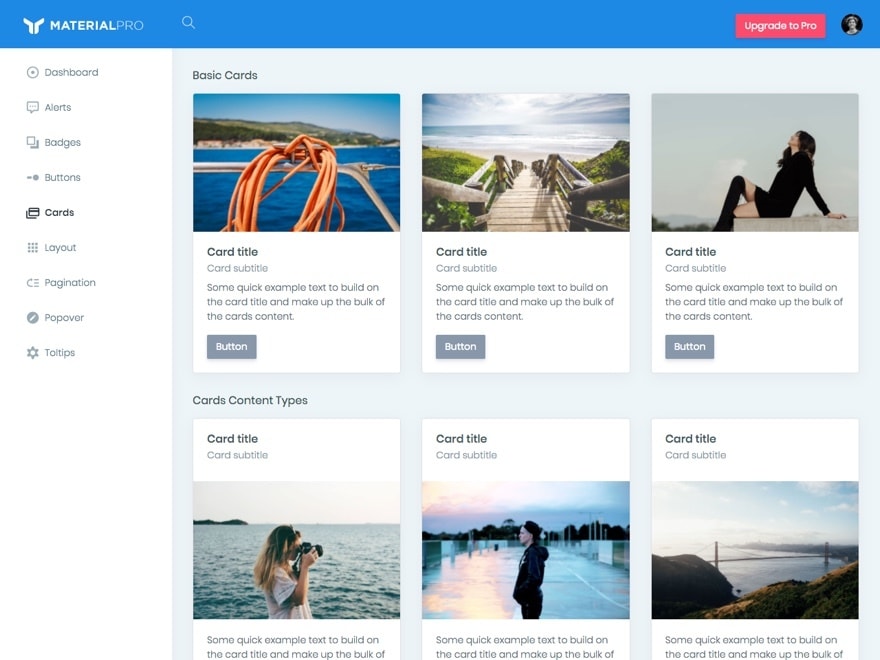 MATERIALPRO
Upgrade to Pro
Dashboard
Alerts
Badges
Buttons
Cards
Layout
Pagination
Popover
Toltips
Basic Cards
Card title
Card subtitle
Some quick example text to build on
the card title and make up the bulk of
the cards content.
Button
Card title
Card subtitle
Some quick example text to build on
the card title and make up the bulk of
the cards content.
Button
Card title
Card subtitle
Some quick example text to build on
the card title and make up the bulk of
the cards content.
Button
Cards Content Types
Card title
Card subtitle
Some quick example text to build on
the card title and make up the bulk of
Card title
Card subtitle
Some quick example text to build on
the card title and make up the bulk of
Card title
Card subtitle
Some quick example text to build on
the card title and make up the bulk of